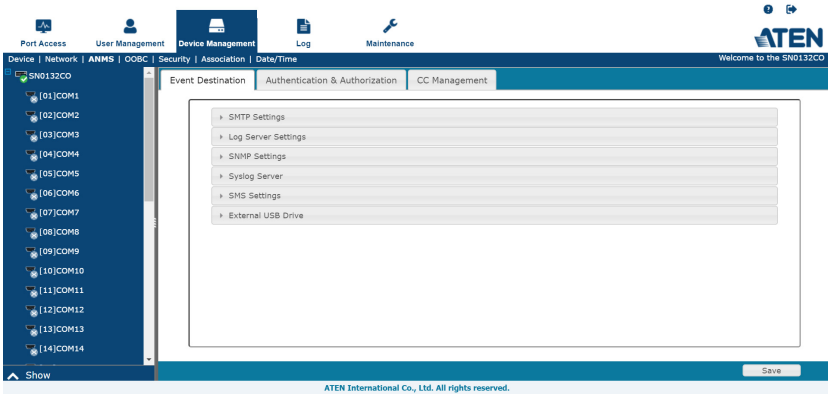 Port Access User Management Device Management Log Maintenance
ATEN
Device | Network | ANMS | OOBC | Security | Association | Date/Time Welcome to the SN0132CO
SN0132CO
[01]COM1
[02]COM2
[03]COM3
[04]COM4
[05]COM5
[06]COM6
[07]COM7
[08]COM8
[09]COM9
[10]COM10
[11]COM11
[12]COM12
[13]COM13
[14]COM14
Show
Event Destination Authentication & Authorization CC Management
SMTP Settings
Log Server Settings
SNMP Settings
Syslog Server
SMS Settings
External USB Drive
Save
ATEN International Co., Ltd. All rights reserved.